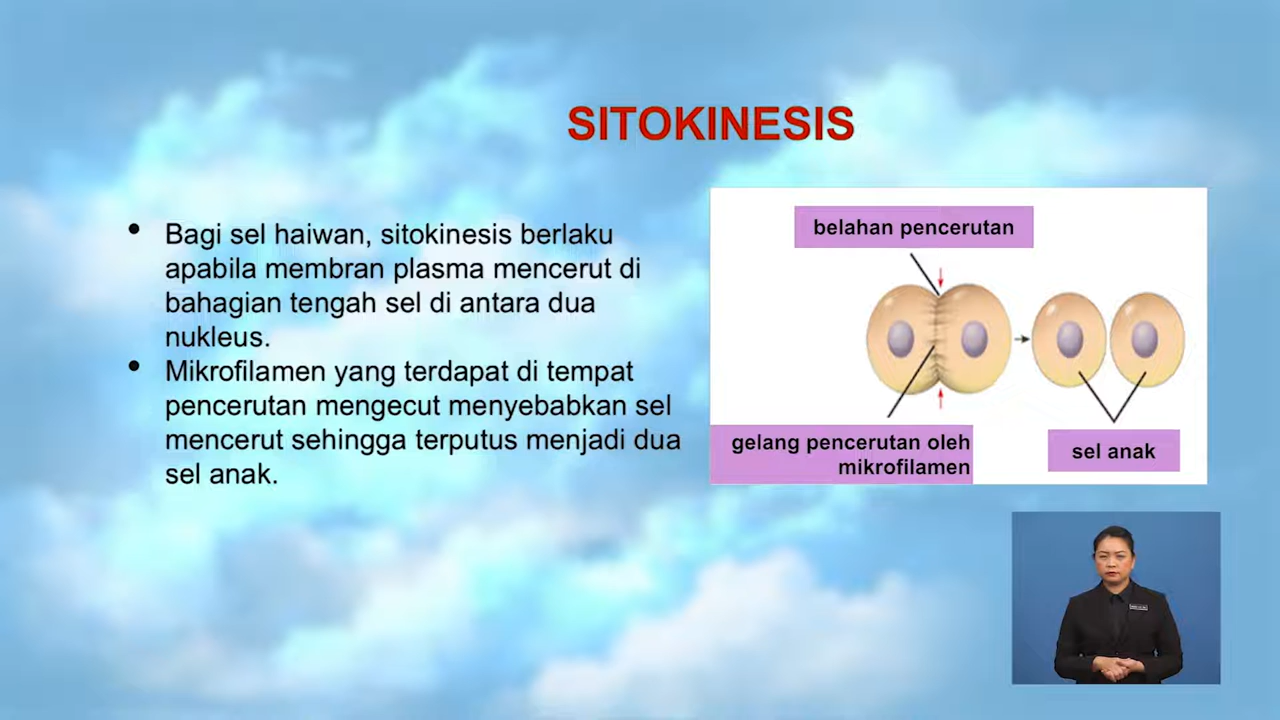 SITOKINESIS
• Bagi sel haiwan, sitokinesis berlaku
apabila membran plasma mencerut di
bahagian tengah sel di antara dua
nukleus.
• Mikrofilamen yang terdapat di tempat
pencerutan mengecut menyebabkan sel
mencerut sehingga terputus menjadi dua
sel anak.
belahan pencerutan
gelang pencerutan oleh
mikrofilamen
sel anak